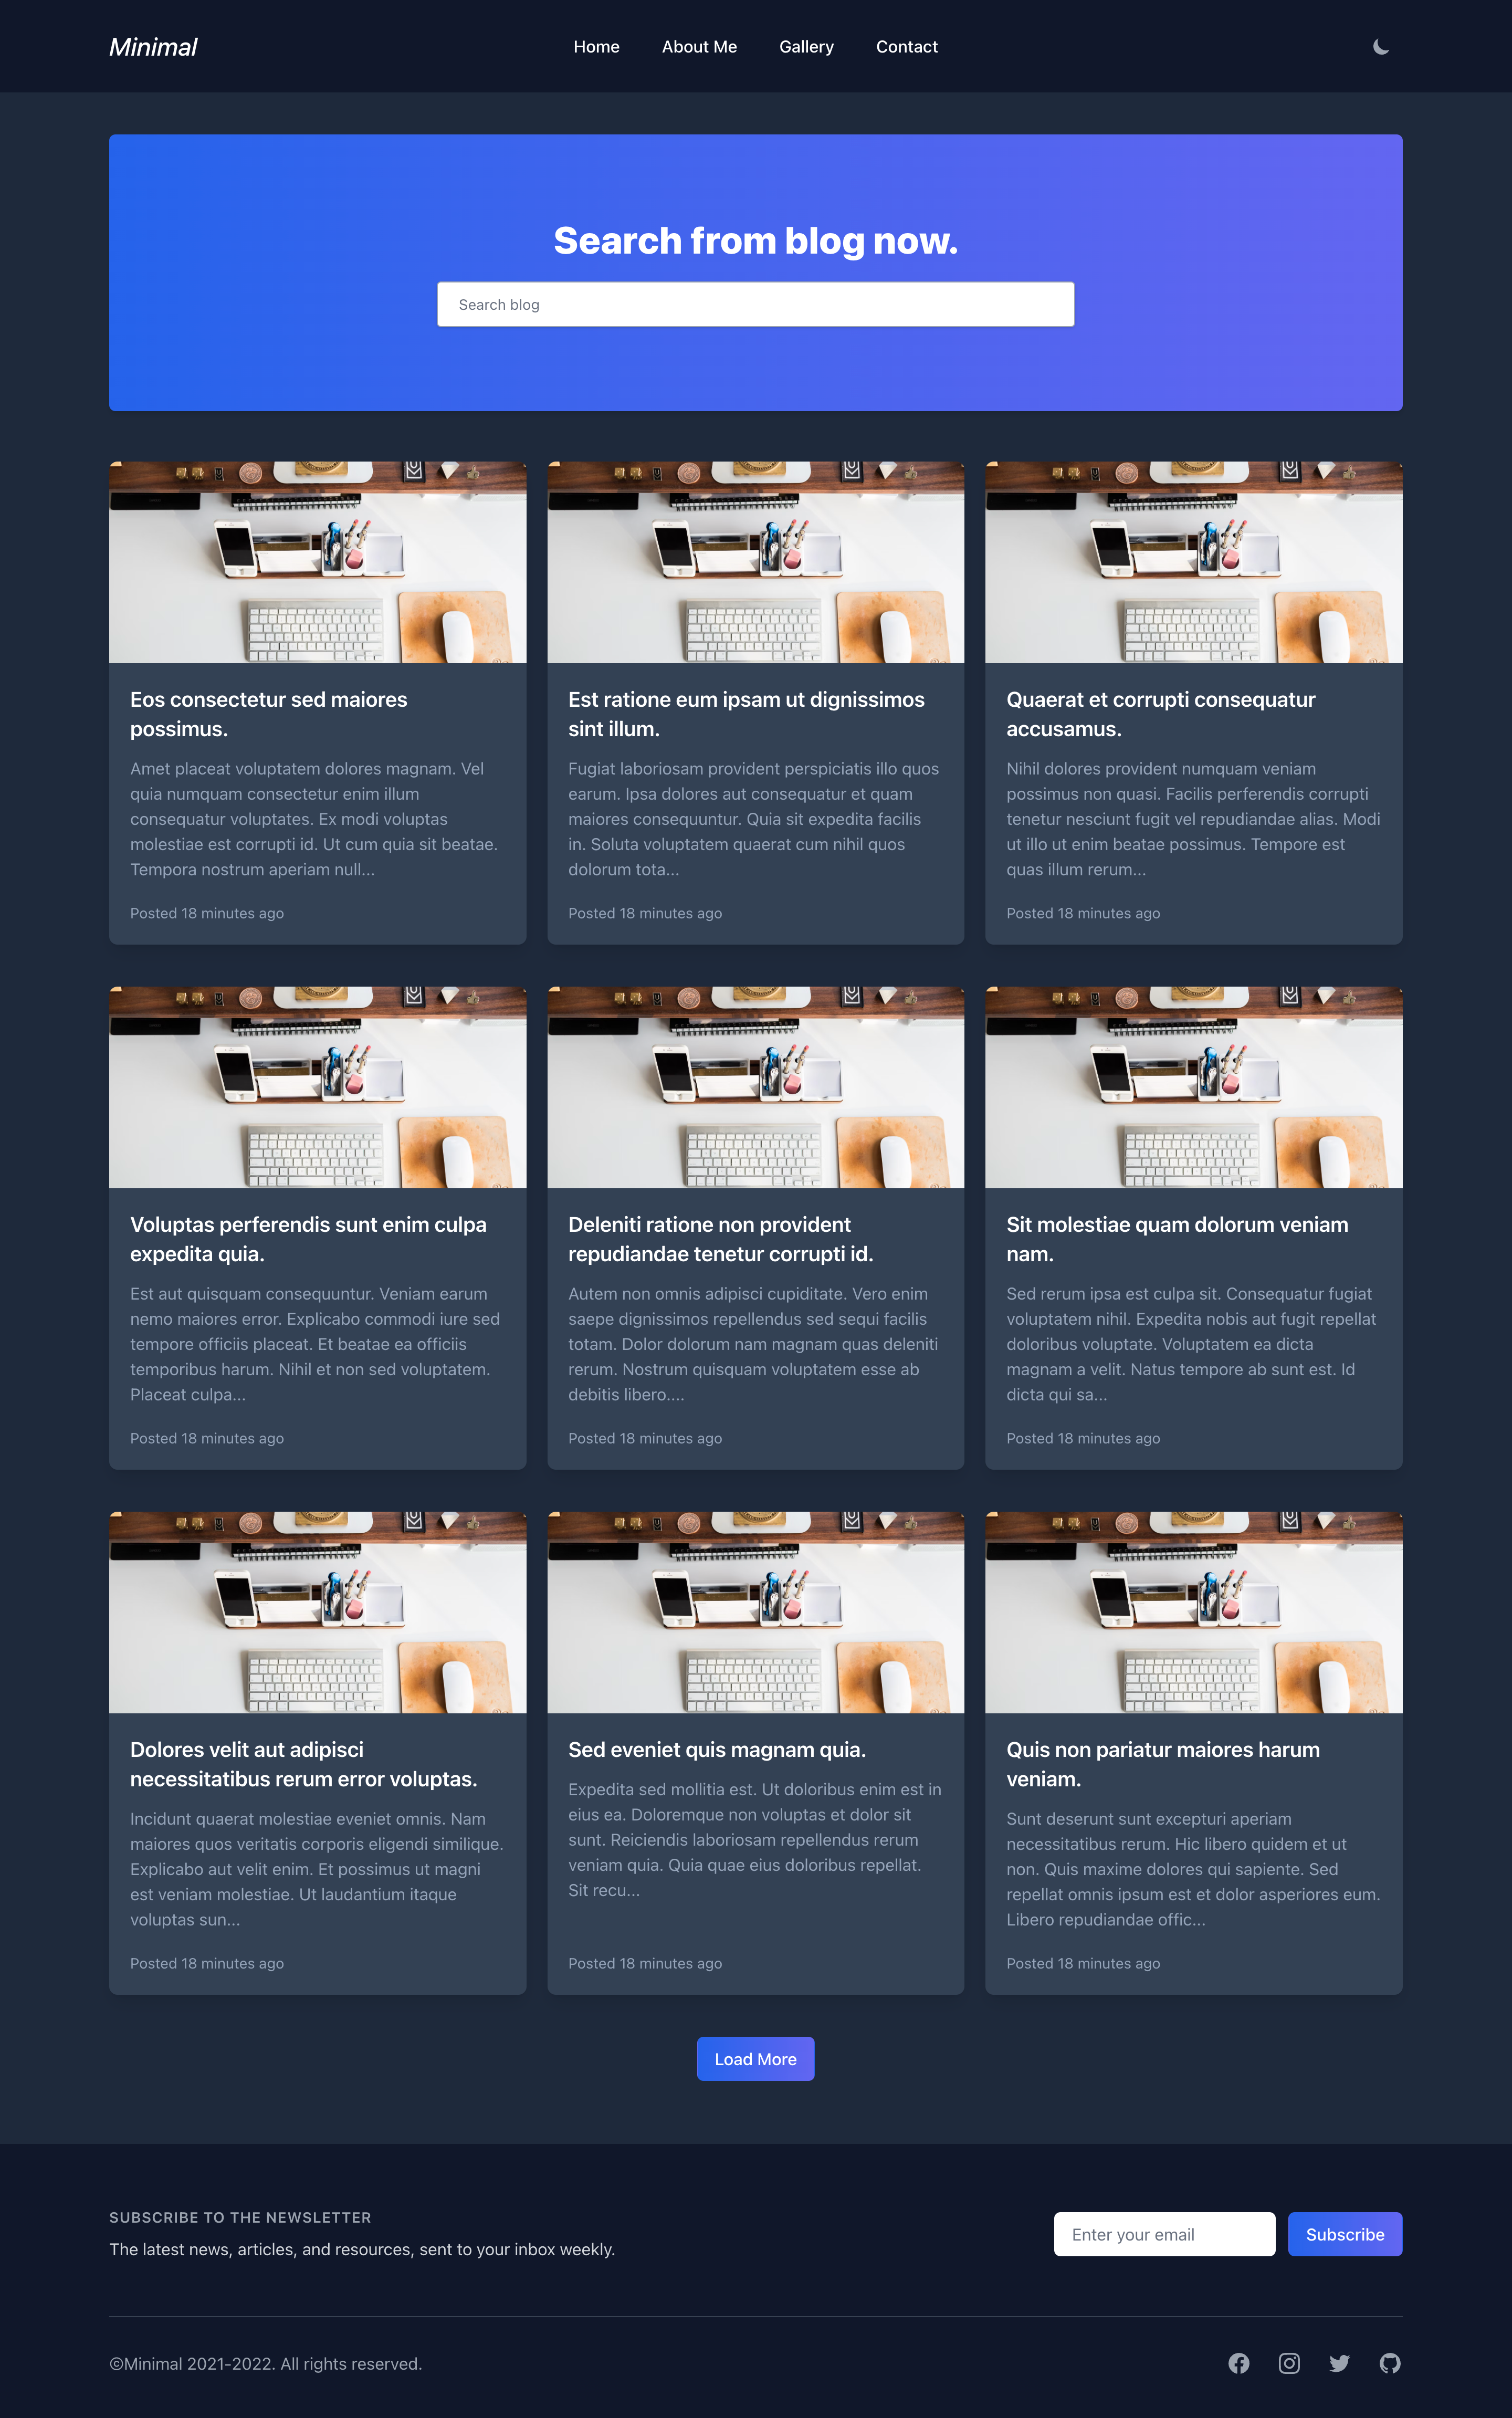 Minimal
Home About Me Gallery Contact
Search from blog now.
Search blog
Eos consectetur sed maiores
possimus.
Amet placeat voluptatem dolores magnam. Vel
quia numquam consectetur enim illum
consequatur voluptates. Ex modi voluptas
molestiae est corrupti id. Ut cum quia sit beatae.
Tempora nostrum aperiam null...
Posted 18 minutes ago
Est ratione eum ipsam ut dignissimos
sint illum.
Fugiat laboriosam provident perspiciatis illo quos
earum. Ipsa dolores aut consequatur et quam
maiores consequuntur. Quia sit expedita facilis
in. Soluta voluptatem quaerat cum nihil quos
dolorum tota...
Posted 18 minutes ago
Quaerat et corrupti consequatur
accusamus.
Nihil dolores provident numquam veniam
possimus non quasi. Facilis perferendis corrupti
tenetur nesciunt fugit vel repudiandae alias. Modi
ut illo ut enim beatae possimus. Tempore est
quas illum rerum...
Posted 18 minutes ago
Voluptas perferendis sunt enim culpa
expedita quia.
Est aut quisquam consequuntur. Veniam earum
nemo maiores error. Explicabo commodi iure sed
tempore officiis placeat. Et beatae ea officiis
temporibus harum. Nihil et non sed voluptatem.
Placeat culpa...
Posted 18 minutes ago
Deleniti ratione non provident
repudiandae tenetur corrupti id.
Autem non omnis adipisci cupiditate. Vero enim
saepe dignissimos repellendus sed sequi facilis
totam. Dolor dolorum nam magnam quas deleniti
rerum. Nostrum quisquam voluptatem esse ab
debitis libero....
Posted 18 minutes ago
Sit molestiae quam dolorum veniam
nam.
Sed rerum ipsa est culpa sit. Consequatur fugiat
voluptatem nihil. Expedita nobis aut fugit repellat
doloribus voluptate. Voluptatem ea dicta
magnam a velit. Natus tempore ab sunt est. Id
dicta qui sa...
Posted 18 minutes ago
Dolores velit aut adipisci
necessitatibus rerum error voluptas.
Incidunt quaerat molestiae eveniet omnis. Nam
maiores quos veritatis corporis eligendi similique.
Explicabo aut velit enim. Et possimus ut magni
est veniam molestiae. Ut laudantium itaque
voluptas sun...
Posted 18 minutes ago
Sed eveniet quis magnam quia.
Expedita sed mollitia est. Ut doloribus enim est in
eius ea. Doloremque non voluptas et dolor sit
sunt. Reiciendis laboriosam repellendus rerum
veniam quia. Quia quae eius doloribus repellat.
Sit recu...
Posted 18 minutes ago
Quis non pariatur maiores harum
veniam.
Sunt deserunt sunt excepturi aperiam
necessitatibus rerum. Hic libero quidem et ut
non. Quis maxime dolores qui sapiente. Sed
repellat omnis ipsum est et dolor asperiores eum.
Libero repudiandae offic...
Posted 18 minutes ago
Load More
SUBSCRIBE TO THE NEWSLETTER
The latest news, articles, and resources, sent to your inbox weekly.
Enter your email
Subscribe
©Minimal 2021-2022. All rights reserved.